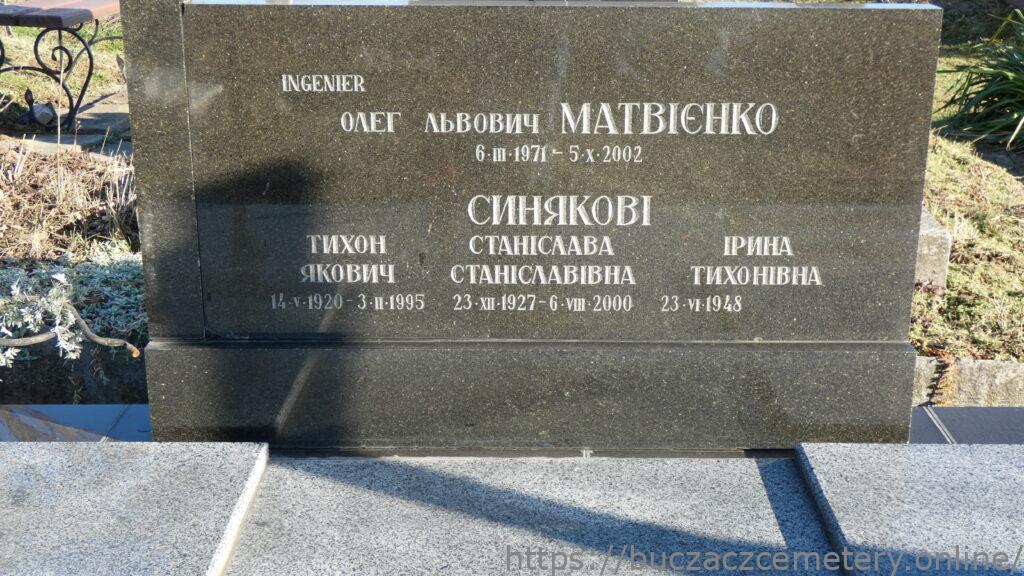 INGENIER
ОЛЕГ ЛЬВОВИЧ МАТВІЄНКО
6·III·1971 – 5·X·2002
СИНЯКОВІ
ТИХОН СТАНІСЛАВА ІРИНА
ЯКОВИЧ СТАНІСЛАВІВНА ТИХОНІВНА
14·V·1920 – 3·II·1995 23·XII·1927 – 6·VIII·2000 23·VI·1948
https://buczaczcemetery.online/